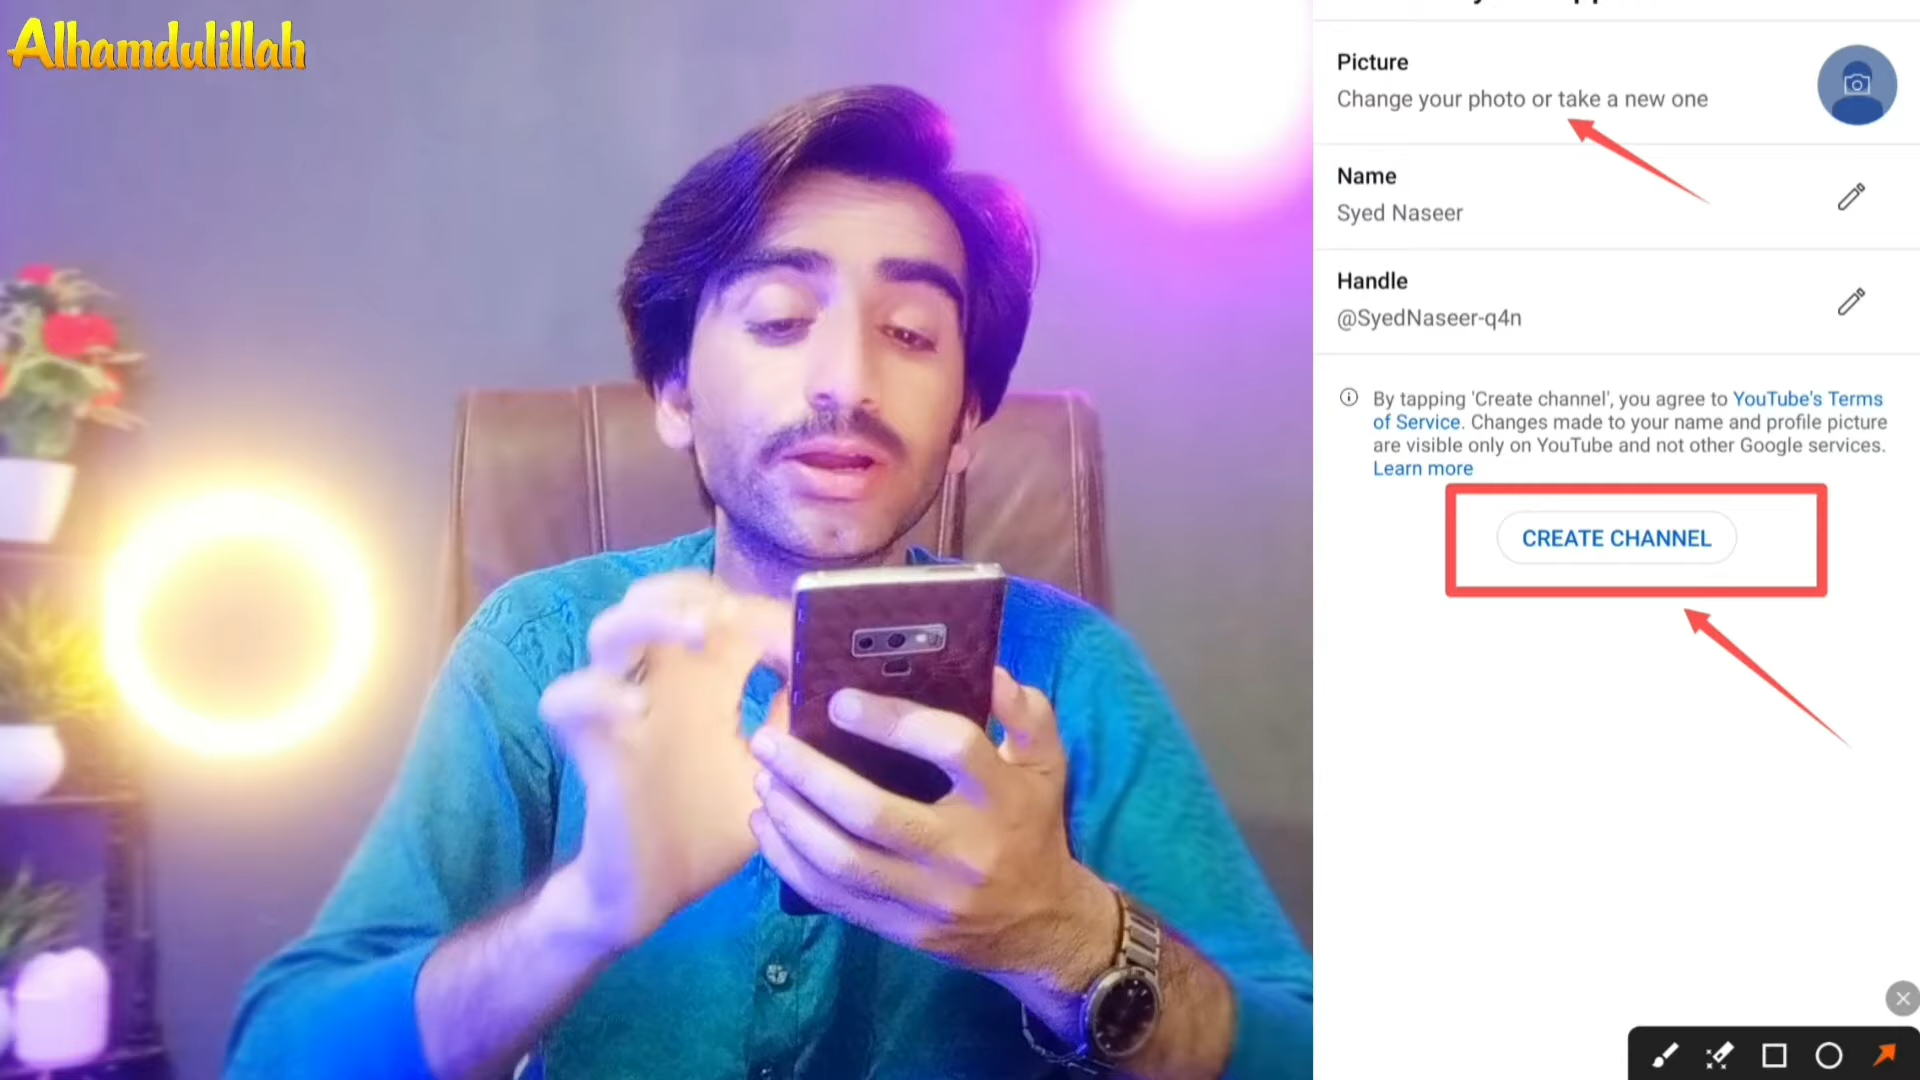 Alhamdulillah
Picture
Change your photo or take a new one
Name
Syed Naseer
Handle
@SyedNaseer-q4n
By tapping 'Create channel', you agree to YouTube's Terms
of Service. Changes made to your name and profile picture
are visible only on YouTube and not other Google services.
Learn more
CREATE CHANNEL